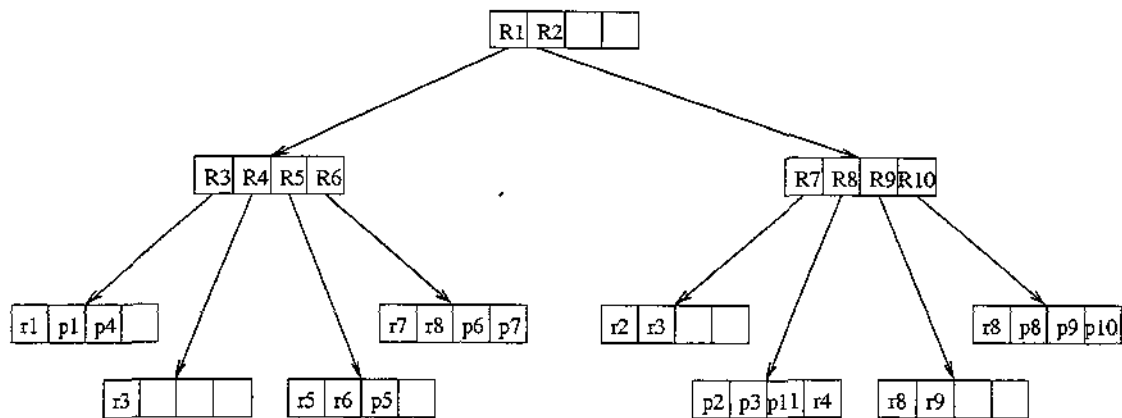 R1 R2
R3 R4 R5 R6
R7 R8 R9 R10
r1 p1 p4
r7 r8 p6 p7
r2 r3
r8 p8 p9 p10
r3
r5 r6 p5
p2 p3 p11 r4
r8 r9